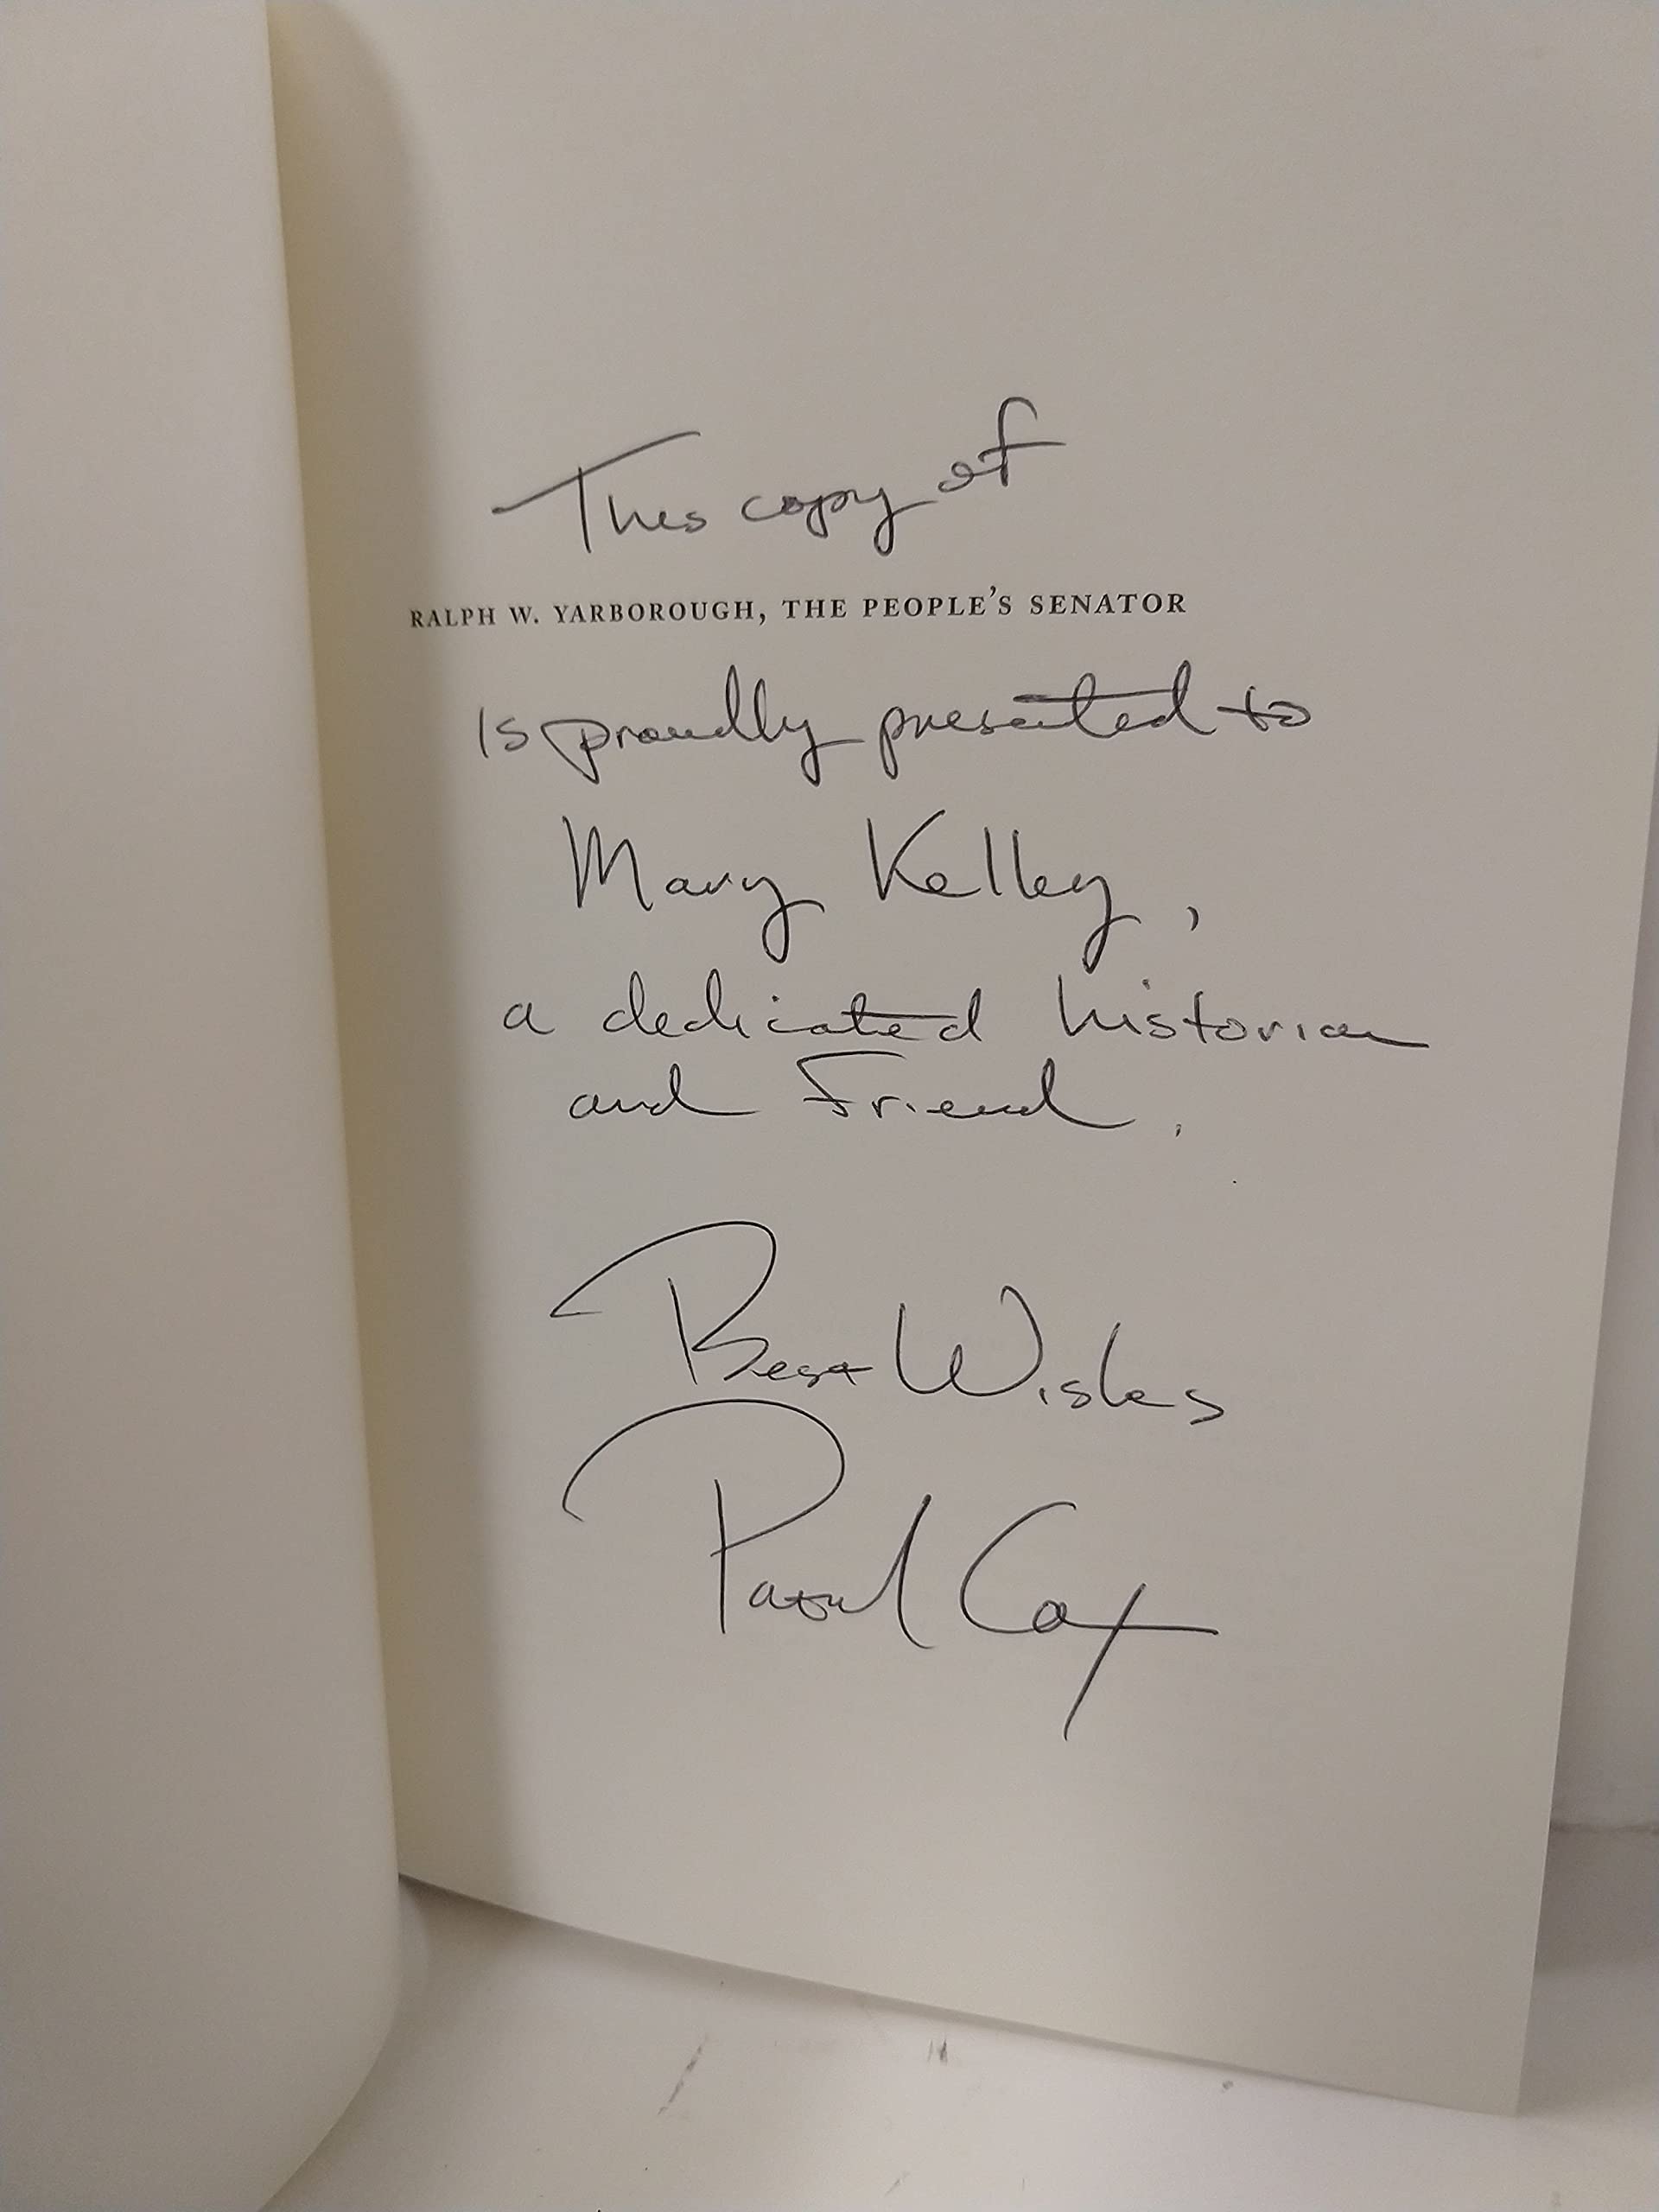 This copy of
RALPH W. YARBOROUGH, THE PEOPLE'S SENATOR
is proudly presented to
Mary Kelley,
a dedicated historian
and Friend.
Best Wishes
Patrick Cox